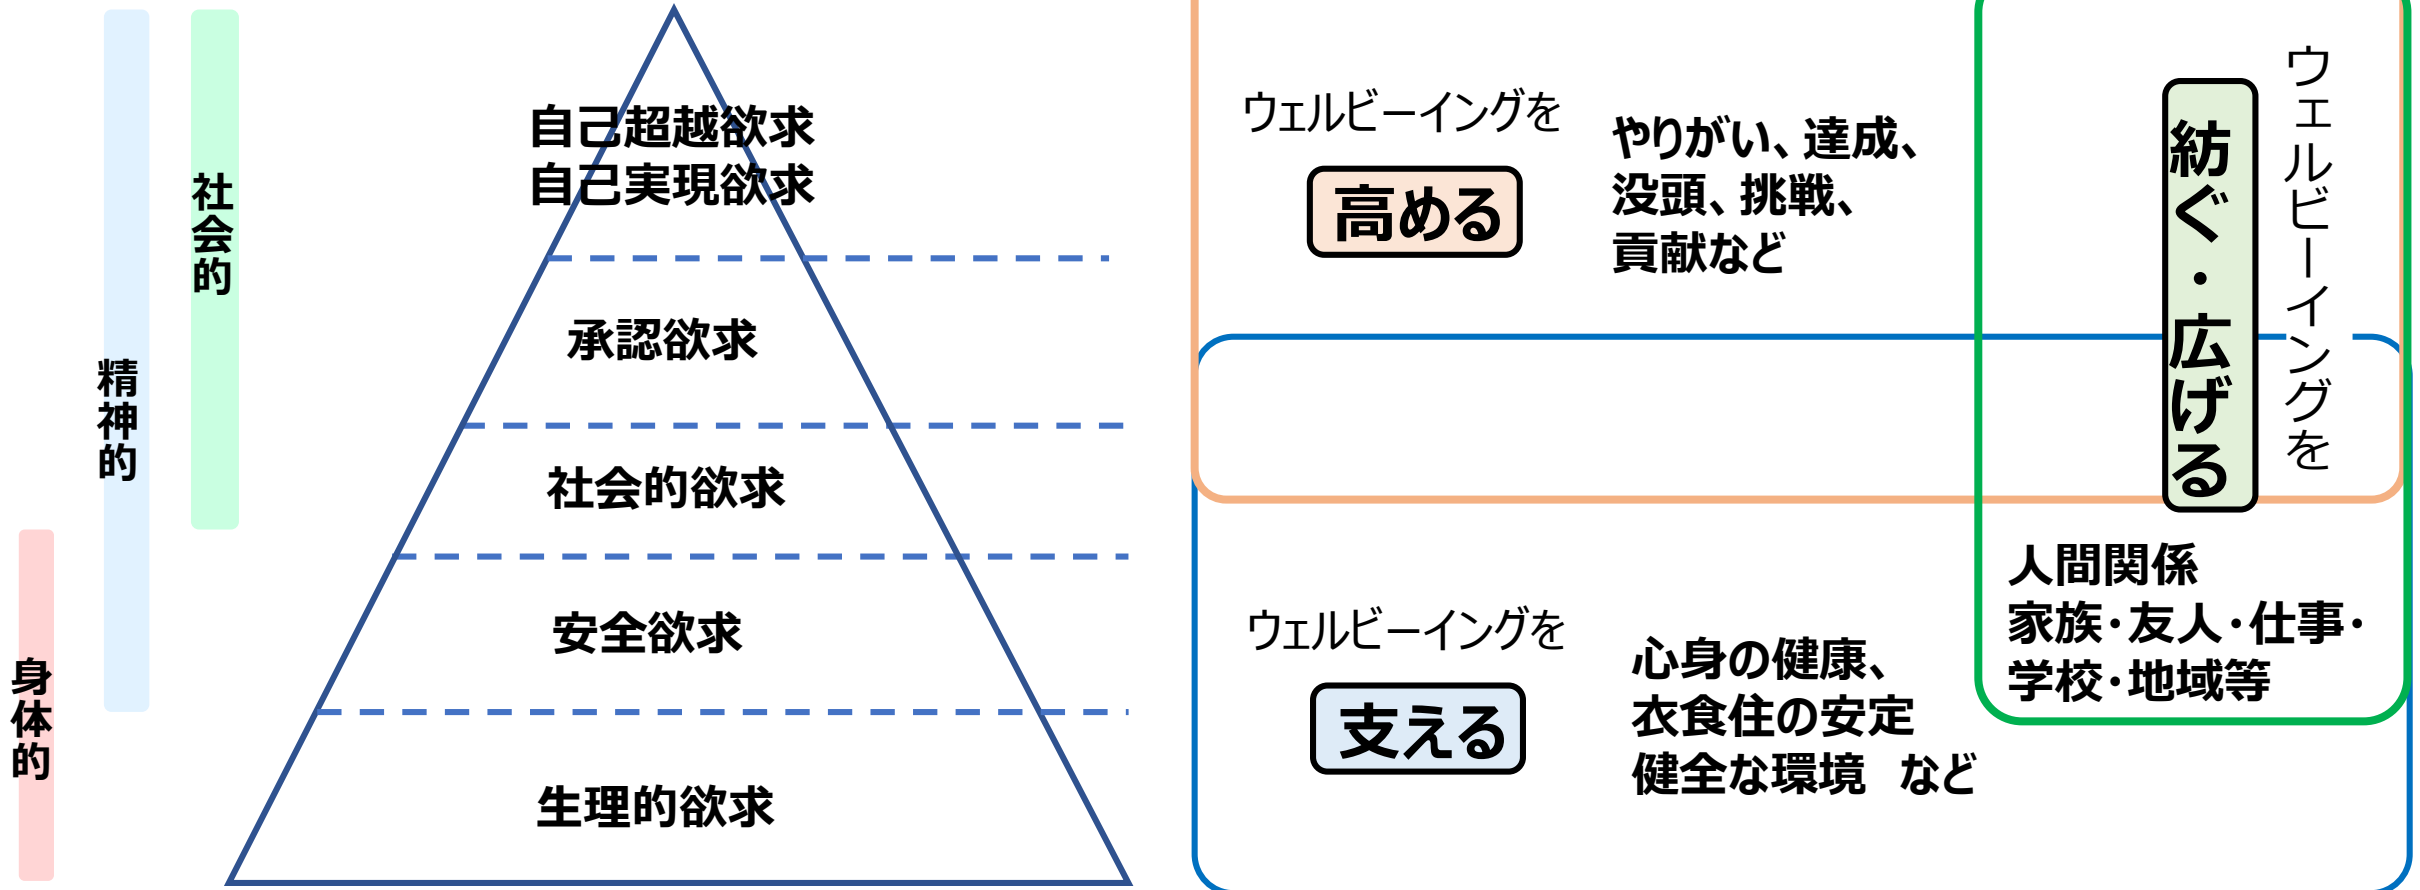 社会的
精神的
身体的
自己超越欲求
自己実現欲求
承認欲求
社会的欲求
安全欲求
生理的欲求
ウェルビーイングを
高める
やりがい、達成、
没頭、挑戦、
貢献など
ウェルビーイングを
紡ぐ・広げる
人間関係
家族・友人・仕事・
学校・地域等
ウェルビーイングを
支える
心身の健康、
衣食住の安定
健全な環境　など